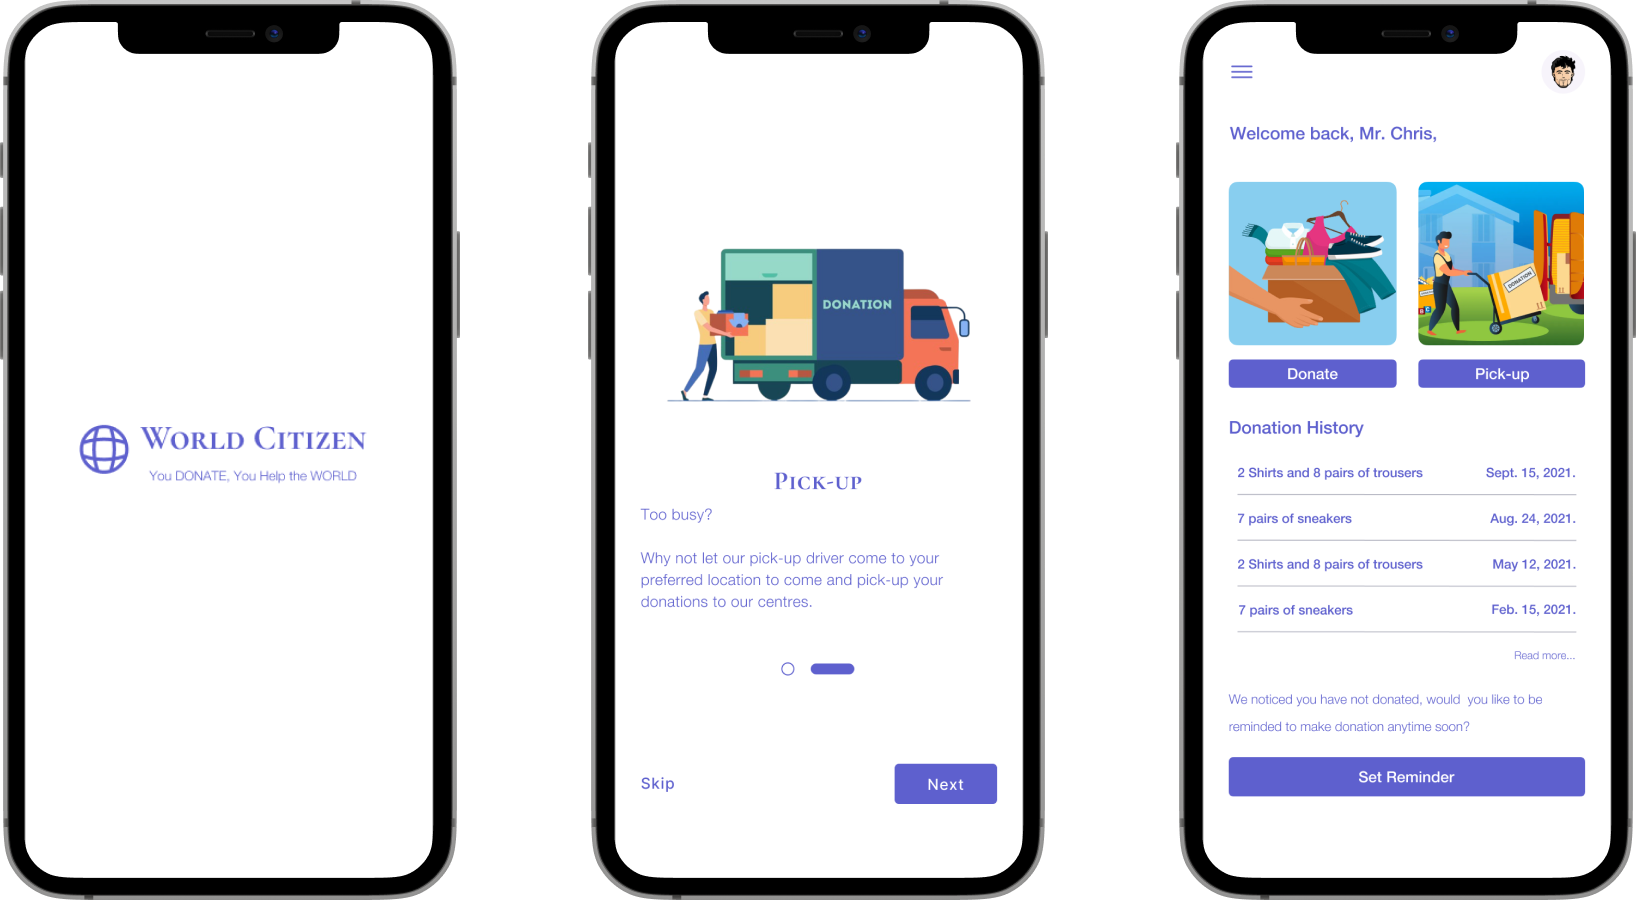 World Citizen
You DONATE, You Help the WORLD
DONATION
Pick-up
Too busy?
Why not let our pick-up driver come to your
preferred location to come and pick-up your
donations to our centres.
Skip
Next
Welcome back, Mr. Chris,
DONATION
Donate
Pick-up
Donation History
2 Shirts and 8 pairs of trousers Sept. 15, 2021.
7 pairs of sneakers Aug. 24, 2021.
2 Shirts and 8 pairs of trousers May 12, 2021.
7 pairs of sneakers Feb. 15, 2021.
Read more...
We noticed you have not donated, would you like to be
reminded to make donation anytime soon?
Set Reminder